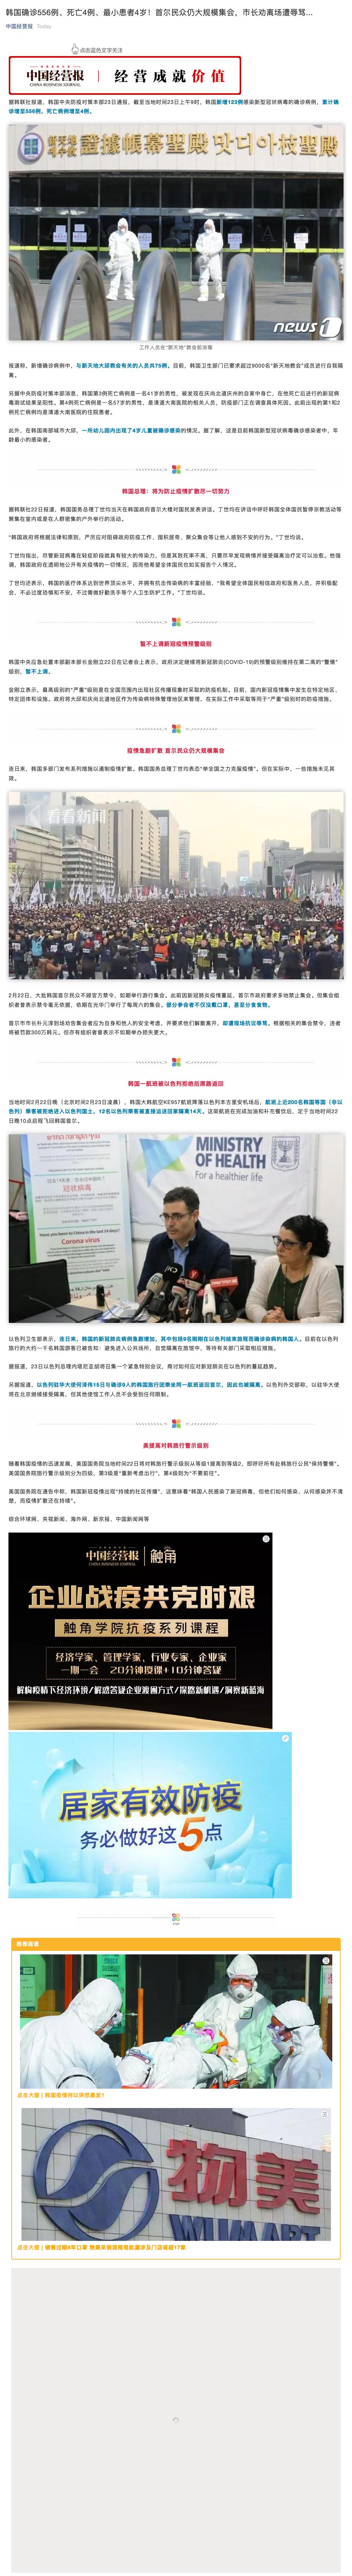 韩国确诊556例、死亡4例、最小患者4岁！首尔民众仍大规模集会，市长劝离场遭辱骂...
中国经营报 Today
点击蓝色文字关注
中国经营报 经营成就价值
CHINA BUSINESS JOURNAL
据韩联社报道，韩国中央防疫对策本部23日通报，截至当地时间23日上午9时，韩国新增123例感染新型冠状病毒的确诊病例，累计确
诊增至556例，死亡病例增至4例。
news1
工作人员在“新天地”教会前消毒
报道称，新增确诊病例中，与新天地大邱教会有关的人员共75例。目前，韩国卫生部门已要求超过9000名“新天地教会”成员进行自我隔
离。
另据中央防疫对策本部消息，韩国第3例死亡病例是一名41岁的男性，被发现在庆尚北道庆州的自家中身亡，在他死亡后进行的新冠病
毒测试结果呈阳性。第4例死亡病例是一名57岁的男性，是清道大南医院的相关人员，防疫部门正在调查具体死因。此前出现的第1和2
例死亡病例均是清道大南医院的住院患者。
此外，在韩国南部城市大邱，一所幼儿园内出现了4岁儿童被确诊感染的情况。据了解，这是目前韩国新型冠状病毒确诊感染者中，年
龄最小的感染者。
韩国总理：将为防止疫情扩散尽一切努力
据韩联社22日报道，韩国国务总理丁世均当天在韩国政府首尔大楼对国民发表讲话。丁世均在讲话中呼吁韩国全体国民暂停宗教活动等
聚集在室内或是在人群密集的户外举行的活动。
“韩国政府将根据法律和原则，严厉应对阻碍政府防疫工作、囤积居奇、聚众集会等让他人感到不安的行为。”丁世均说。
丁世均指出，尽管新冠病毒在轻症阶段就具有较大的传染力，但是其致死率不高，只要尽早发现病情并接受隔离治疗定可以治愈。他强
调，韩国政府在透明地公开有关疫情的一切情况，因而他希望全体国民也如实报告个人情况。
丁世均还表示，韩国的医疗体系达到世界顶尖水平，并拥有抗击传染病的丰富经验，“我希望全体国民相信政府和医务人员，并积极配
合，不必过度恐惧和不安，不过需做好勤洗手等个人卫生防护工作。”丁世均说。
暂不上调新冠疫情预警级别
韩国中央应急处置本部副本部长金刚立22日在记者会上表示，政府决定继续将新冠肺炎(COVID-19)的预警级别维持在第二高的“警惕”
级别，暂不上调。
金刚立表示，最高级别的“严重”级别是在全国范围内出现社区传播现象时采取的防疫机制。目前，国内新冠疫情集中发生在特定地区、
特定团体和设施。政府将大邱和庆尚北道地区作为传染病特殊管理地区来管理，在实际工作中采取等同于“严重”级别时的防疫措施。
疫情急剧扩散 首尔民众仍大规模集会
连日来，韩国多部门发布系列措施以遏制疫情扩散。韩国国务总理丁世均表态“举全国之力克服疫情”。但在实际中，一些措施未见其
效。
看看新闻
2月22日，大批韩国首尔民众不顾官方禁令，如期举行游行集会。此前因新冠肺炎疫情蔓延，首尔市政府要求多地禁止集会。但集会组
织者曾表示禁令毫无依据，依期在光华门举行了每周六的集会。部分参会者不仅没戴口罩，甚至分食食物。
首尔市市长朴元淳到场劝告集会者应为自身和他人的安全考虑，并要求他们解散离开，却遭现场抗议辱骂。根据相关的集会禁令，违者
将被罚款300万韩元。但亦有组织者曾表示不如期举办损失更大。
韩国一航班被以色列拒绝后原路返回
当地时间2月22日晚（北京时间2月23日凌晨），韩国大韩航空KE957航班降落以色列本古里安机场后，航班上近200名韩国等国（非以
色列）乘客被拒绝进入以色列国土。12名以色列乘客被直接运送回家隔离14天。这架航班在完成加油和补充餐饮后，定于当地时间22
日晚10点启程飞回韩国首尔。
MINISTRY OF HEALTH
For a healthier life
冠状病毒
Corona virus
以色列卫生部表示，连日来，韩国的新冠肺炎病例急剧增加，其中包括9名刚刚在以色列结束旅程而确诊染病的韩国人。目前在以色列
旅行的大约一千名韩国游客已被告知：避免进入公共场所，自觉隔离在旅馆中，等待有关部门采取相应措施。
据报道，23日以色列总理内塔尼亚胡将召集一个紧急特别会议，商讨如何应对新冠肺炎在以色列的蔓延趋势。
另据报道，以色列驻华大使何泽伟15日与确诊9人的韩国旅行团乘坐同一航班返回首尔，因此也被隔离。以色列外交部称，以驻华大使
将在北京继续接受隔离，但其他使馆工作人员不会受到任何限制。
美提高对韩旅行警示级别
随着韩国疫情的迅速发展，美国国务院当地时间22日将对韩国的旅行警示级别从等级1提高到等级2，即呼吁所有赴韩旅行公民“保持警惕”。
美国国务院旅行警示级别分为四级，第3级是“重新考虑出行”，第4级则为“不要前往”。
美国国务院在通告中称，韩国新冠疫情出现“持续的社区传播”，这意味着“韩国人民感染了新冠病毒，但他们如何感染、从何感染并不清
楚，而疫情扩散还在持续”。
综合环球网、央视新闻、海外网、新京报、中国新闻网等
中国经营报 触角
企业战疫共克时艰
触角学院抗疫系列课程
经济学家、管理学家、行业专家、企业家
一期一会 20分钟授课+10分钟答疑
解构疫情下经济环境/解惑答疑企业渡困方式/探路新机遇/洞察新蓝海
居家有效防疫
务必做好这5点
推荐阅读
点击大图 | 韩国疫情何以突然暴发?
物美
WUMART
点击大图 |